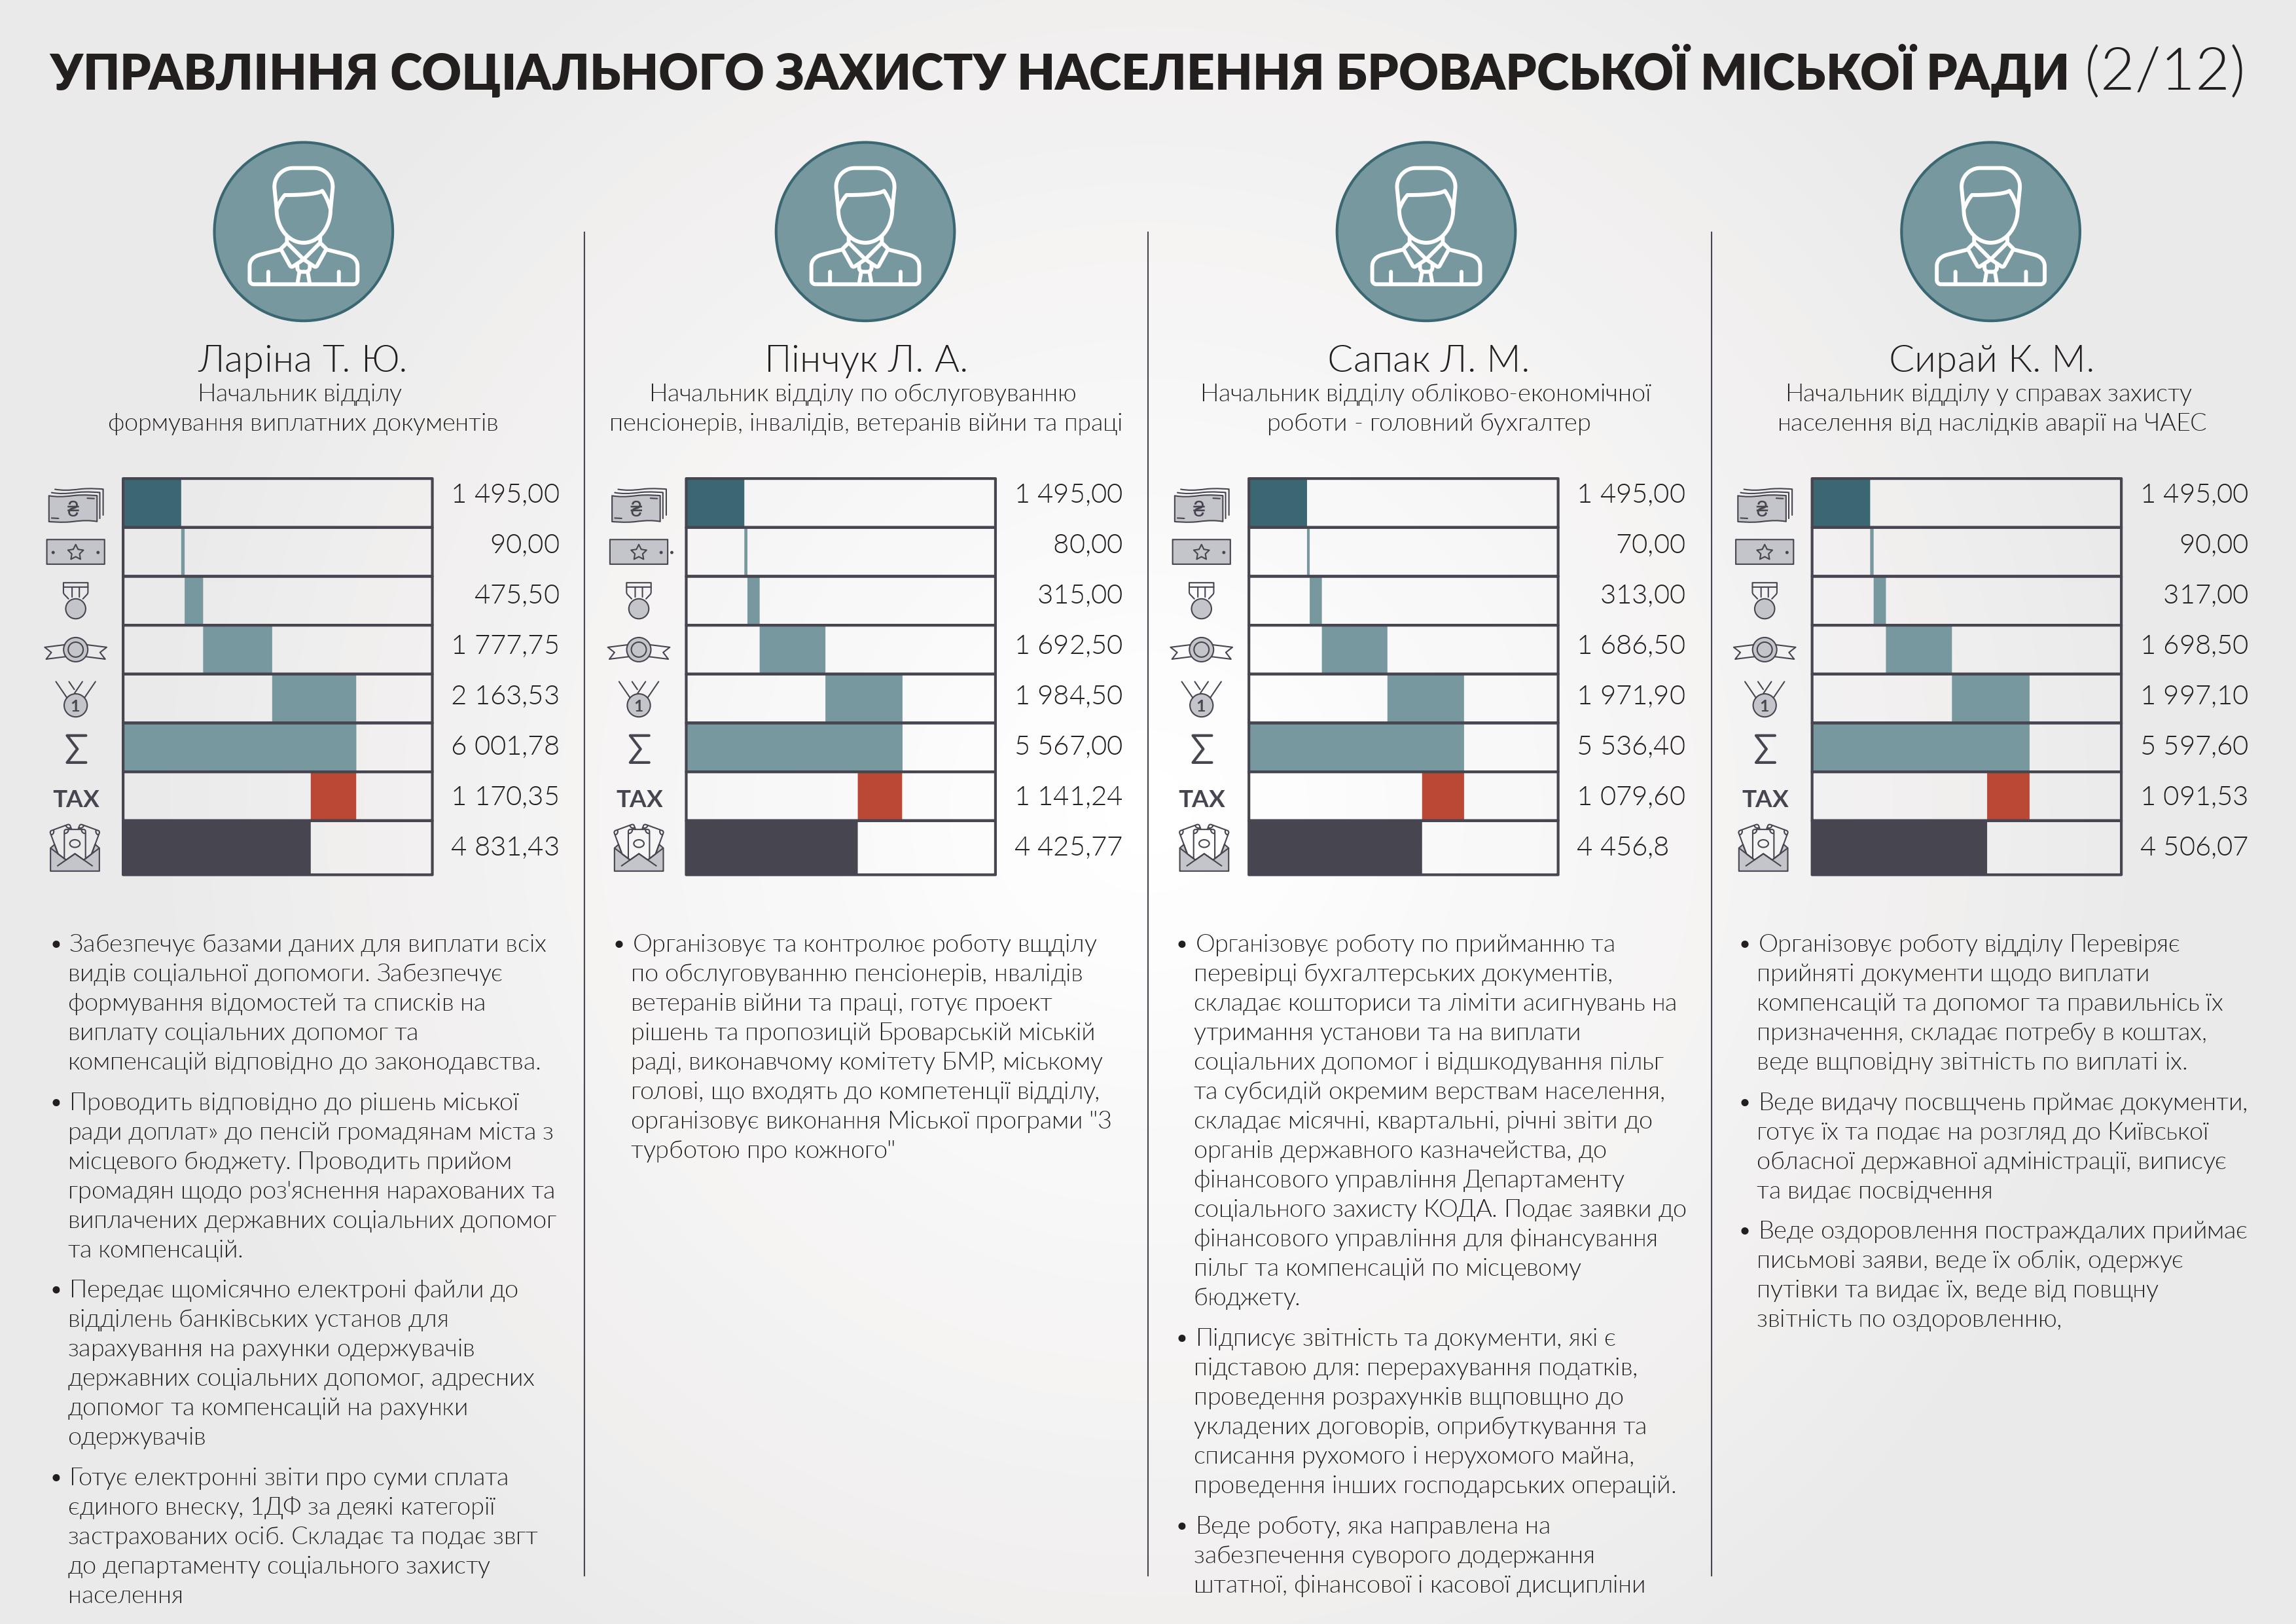 УПРАВЛІННЯ СОЦІАЛЬНОГО ЗАХИСТУ НАСЕЛЕННЯ БРОВАРСЬКОЇ МІСЬКОЇ РАДИ (2/12)
Ларіна Т. Ю.
Начальник відділу
формування виплатних документів
₴
1 495,00
90,00
475,50
1 777,75
1
2 163,53
Σ
6 001,78
TAX
1 170,35
4 831,43
• Забезпечує базами даних для виплати всіх
видів соціальної допомоги. Забезпечує
формування відомостей та списків на
виплату соціальних допомог та
компенсацій відповідно до законодавства.
• Проводить відповідно до рішень міської
ради доплат» до пенсій громадянам міста з
місцевого бюджету. Проводить прийом
громадян щодо роз'яснення нарахованих та
виплачених державних соціальних допомог
та компенсацій.
• Передає щомісячно електроні файли до
відділень банківських установ для
зарахування на рахунки одержувачів
державних соціальних допомог, адресних
допомог та компенсацій на рахунки
одержувачів
• Готує електронні звіти про суми сплата
єдиного внеску, 1ДФ за деякі категорії
застрахованих осіб. Складає та подає звгт
до департаменту соціального захисту
населення
Пінчук Л. А.
Начальник відділу по обслуговуванню
пенсіонерів, інвалідів, ветеранів війни та праці
₴
1 495,00
80,00
315,00
1 692,50
1
1 984,50
Σ
5 567,00
TAX
1 141,24
4 425,77
• Організовує та контролює роботу вщділу
по обслуговуванню пенсіонерів, нвалідів
ветеранів війни та праці, готує проект
рішень та пропозицій Броварській міській
раді, виконавчому комітету БМР, міському
голові, що входять до компетенції відділу,
організовує виконання Міської програми "З
турботою про кожного"
Сапак Л. М.
Начальник відділу обліково-економічної
роботи - головний бухгалтер
₴
1 495,00
70,00
313,00
1 686,50
1
1 971,90
Σ
5 536,40
TAX
1 079,60
4 456,8
• Організовує роботу по прийманню та
перевірці бухгалтерських документів,
складає кошториси та ліміти асигнувань на
утримання установи та на виплати
соціальних допомог і відшкодування пільг
та субсидій окремим верствам населення,
складає місячні, квартальні, річні звіти до
органів державного казначейства, до
фінансового управління Департаменту
соціального захисту КОДА. Подає заявки до
фінансового управління для фінансування
пільг та компенсацій по місцевому
бюджету.
• Підписує звітність та документи, які є
підставою для: перерахування податків,
проведення розрахунків вщповщно до
укладених договорів, оприбуткування та
списання рухомого і нерухомого майна,
проведення інших господарських операцій.
• Веде роботу, яка направлена на
забезпечення суворого додержання
штатної, фінансової і касової дисципліни
Сирай К. М.
Начальник відділу у справах захисту
населення від наслідків аварії на ЧАЕС
₴
1 495,00
90,00
317,00
1 698,50
1
1 997,10
Σ
5 597,60
TAX
1 091,53
4 506,07
• Організовує роботу відділу Перевіряє
прийняті документи щодо виплати
компенсацій та допомог та правильнісь їх
призначення, складає потребу в коштах,
веде вщповідну звітність по виплаті іх.
• Веде видачу посвщчень прймає документи,
готує їх та подає на розгляд до Київської
обласної державної адміністрації, виписує
та видає посвідчення
• Веде оздоровлення постраждалих приймає
письмові заяви, веде їх облік, одержує
путівки та видає їх, веде від повщну
звітність по оздоровленню,